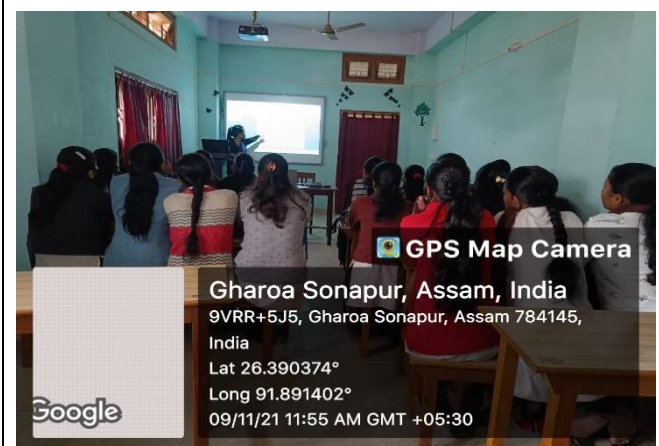 GPS Map Camera
Gharoa Sonapur, Assam, India
9VRR+5J5, Gharoa Sonapur, Assam 784145,
India
Lat 26.390374°
Long 91.891402°
09/11/21 11:55 AM GMT +05:30
Google